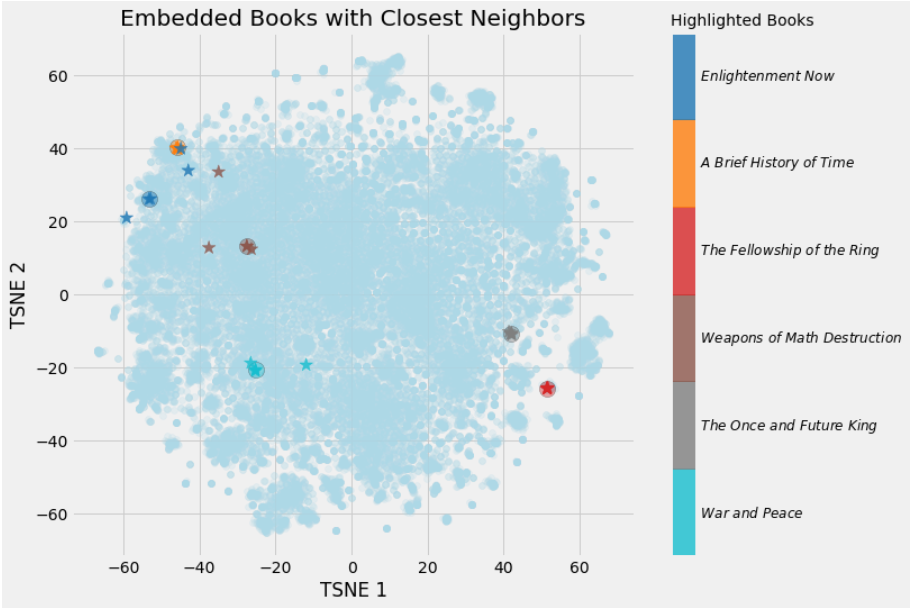 Embedded Books with Closest Neighbors
Highlighted Books
Enlightenment Now
A Brief History of Time
The Fellowship of the Ring
Weapons of Math Destruction
The Once and Future King
War and Peace
TSNE 2
60
40
20
0
−20
−40
−60
−60 −40 −20 0 20 40 60
TSNE 1